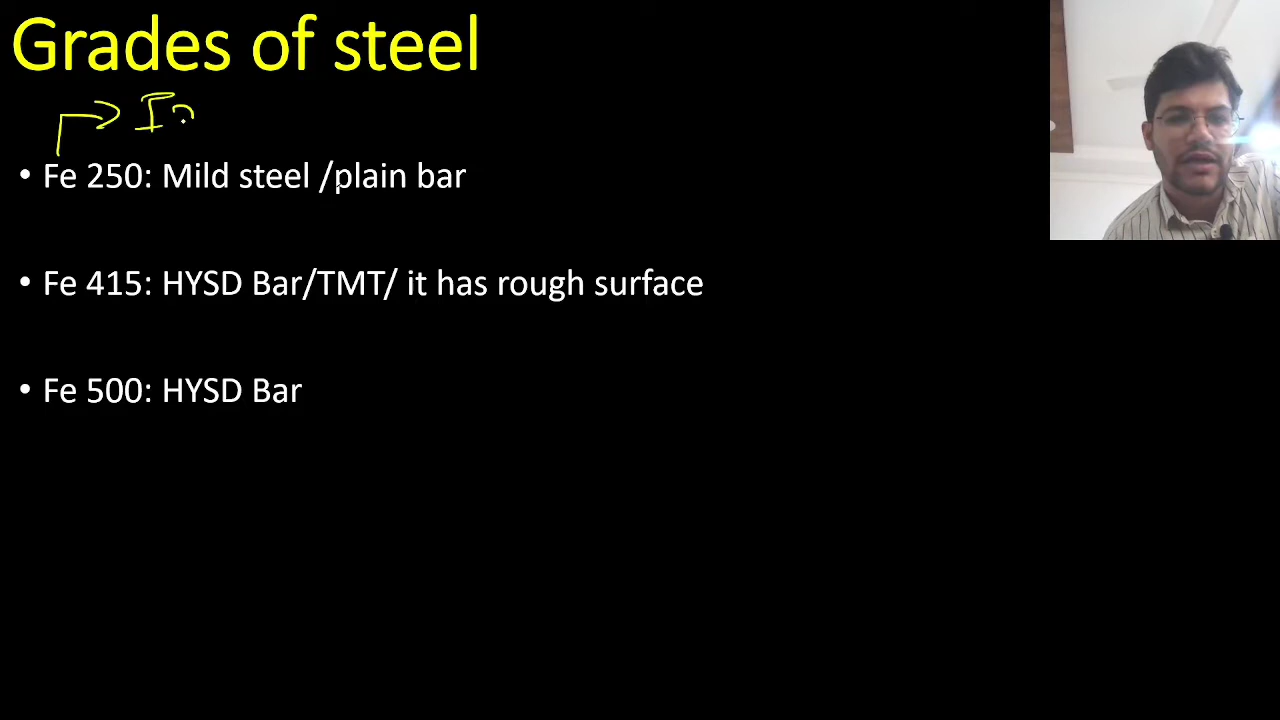 Grades of steel
• Fe 250: Mild steel /plain bar
• Fe 415: HYSD Bar/TMT/ it has rough surface
• Fe 500: HYSD Bar